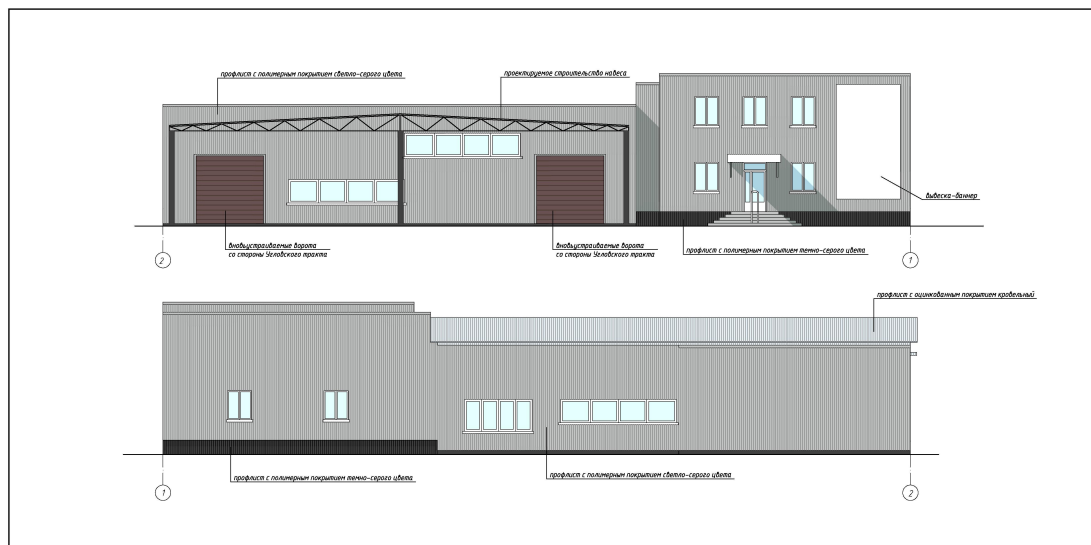 профлист с полимерным покрытием светло-серого цвета
проектируемое строительство навеса
вывеска-баннер
вновьустраиваемые ворота
со стороны Угловского тракта
вновьустраиваемые ворота
со стороны Угловского тракта
профлист с полимерным покрытием темно-серого цвета
2
1
профлист с оцинкованным покрытием кровельный
профлист с полимерным покрытием темно-серого цвета
профлист с полимерным покрытием светло-серого цвета
1
2